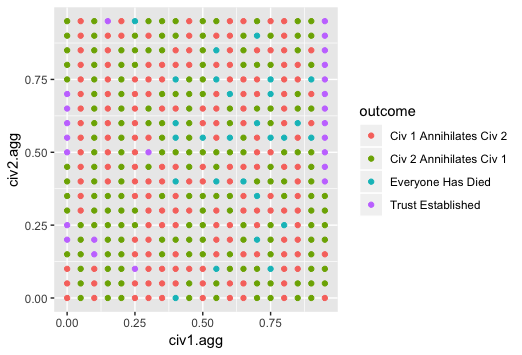 0.75
0.50
0.25
0.00
civ2.agg
0.00 0.25 0.50 0.75
civ1.agg
outcome
Civ 1 Annihilates Civ 2
Civ 2 Annihilates Civ 1
Everyone Has Died
Trust Established